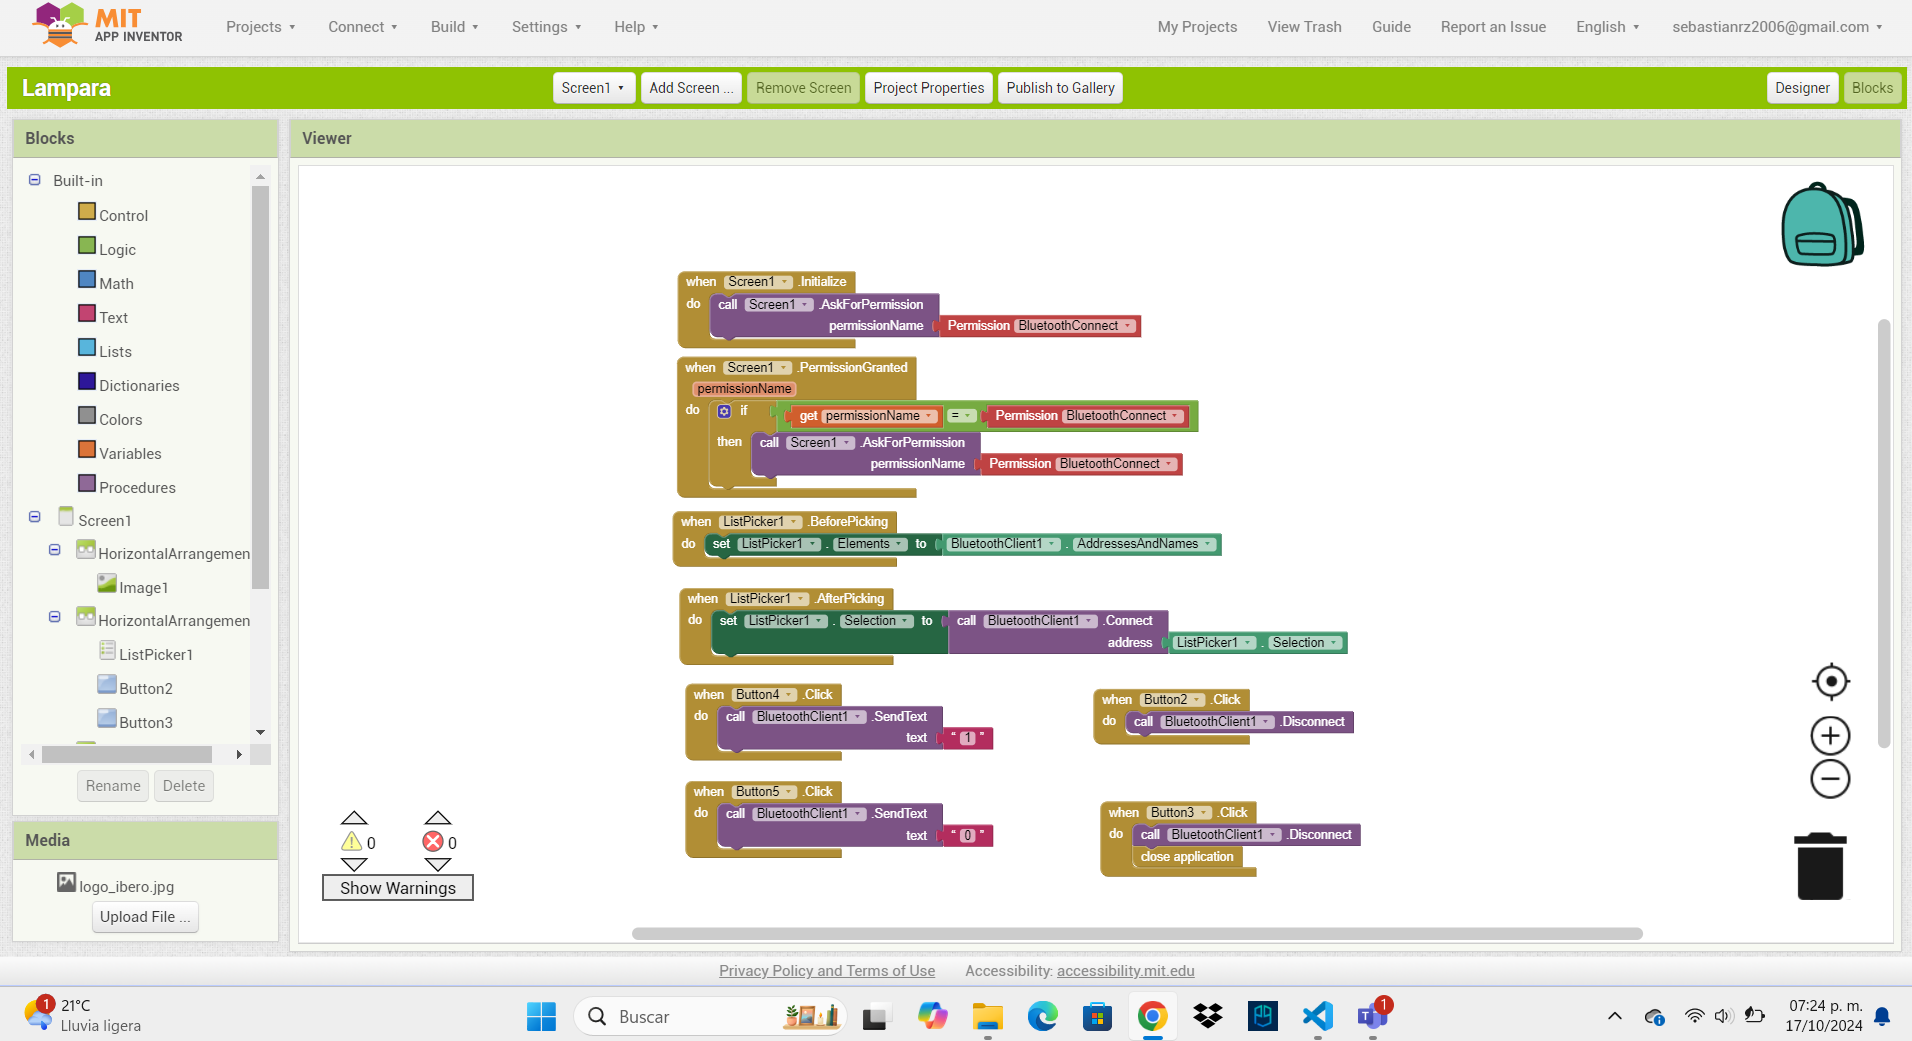 MIT
APP INVENTOR
Projects
Connect
Build
Settings
Help
My Projects
View Trash
Guide
Report an Issue
English
sebastianrz2006@gmail.com
Lampara
Screen1
Add Screen ...
Remove Screen
Project Properties
Publish to Gallery
Designer
Blocks
Blocks
Built-in
Control
Logic
Math
Text
Lists
Dictionaries
Colors
Variables
Procedures
Screen1
HorizontalArrangemen
Image1
HorizontalArrangemen
ListPicker1
Button2
Button3
Rename
Delete
Media
logo_ibero.jpg
Upload File ...
Viewer
when Screen1 .Initialize
do call Screen1 .AskForPermission
permissionName Permission BluetoothConnect
when Screen1 .PermissionGranted
permissionName
do if get permissionName = Permission BluetoothConnect
then call Screen1 .AskForPermission
permissionName Permission BluetoothConnect
when ListPicker1 .BeforePicking
do set ListPicker1 . Elements to BluetoothClient1 . AddressesAndNames
when ListPicker1 .AfterPicking
do set ListPicker1 . Selection to call BluetoothClient1 .Connect
address ListPicker1 . Selection
when Button4 .Click
do call BluetoothClient1 .SendText
text “ 1 ”
when Button2 .Click
do call BluetoothClient1 .Disconnect
when Button5 .Click
do call BluetoothClient1 .SendText
text “ 0 ”
when Button3 .Click
do call BluetoothClient1 .Disconnect
close application
0
0
Show Warnings
Privacy Policy and Terms of Use
Accessibility: accessibility.mit.edu
1
21°C
Lluvia ligera
Buscar
1
07:24 p. m.
17/10/2024